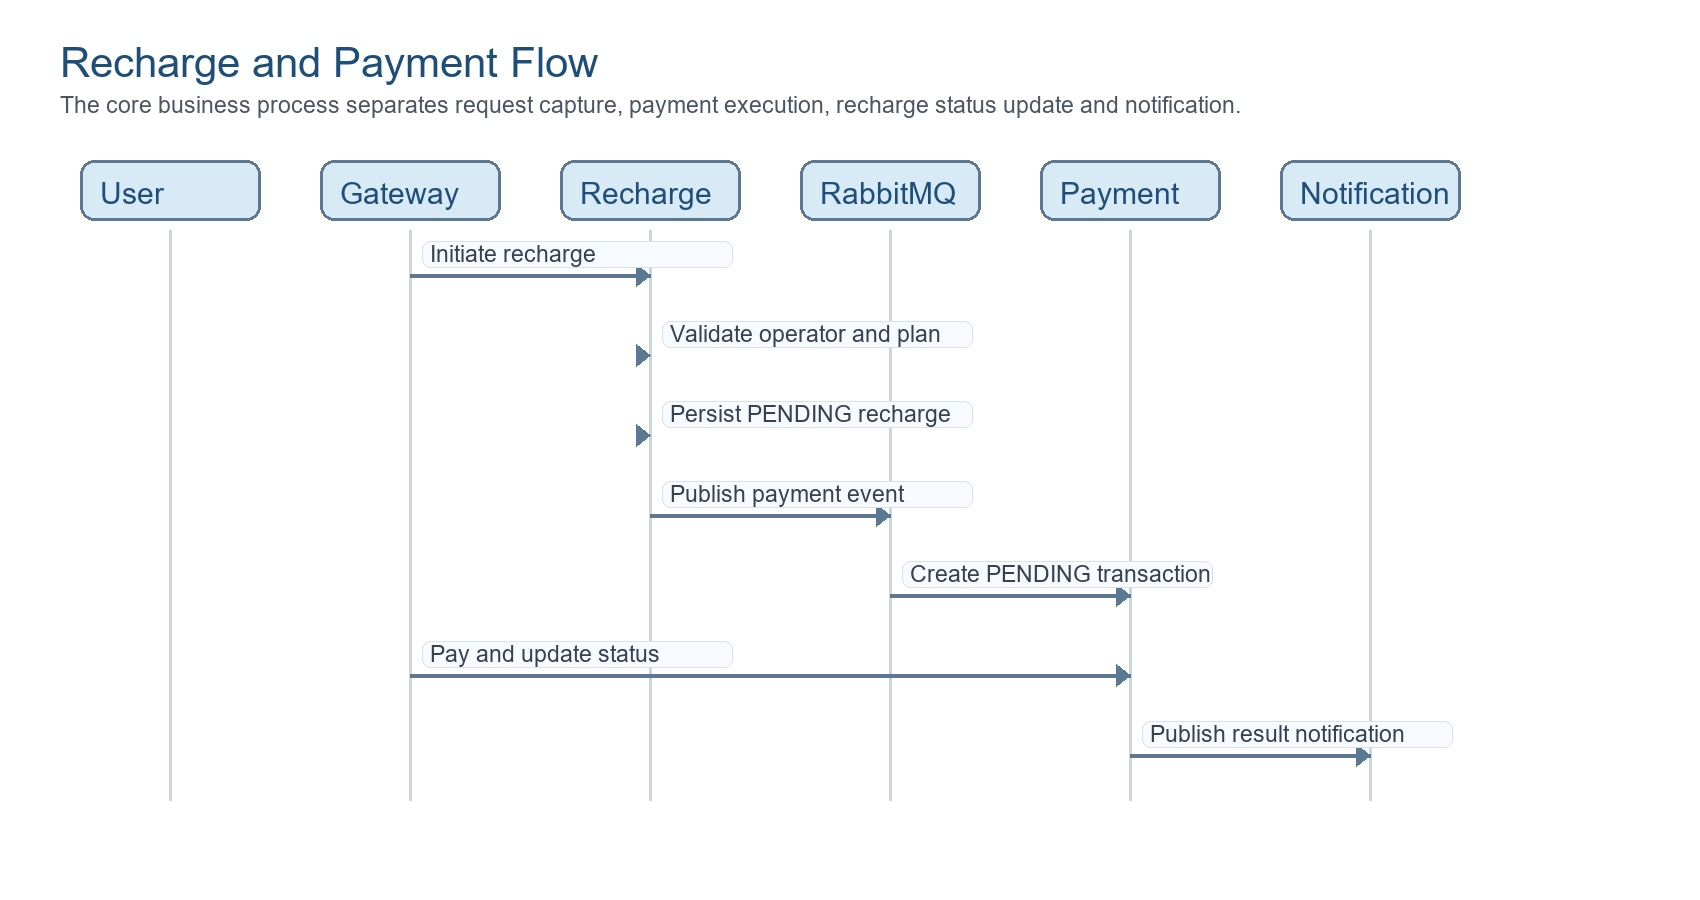 Recharge and Payment Flow
The core business process separates request capture, payment execution, recharge status update and notification.
User
Gateway
Recharge
RabbitMQ
Payment
Notification
Initiate recharge
Validate operator and plan
Persist PENDING recharge
Publish payment event
Create PENDING transaction
Pay and update status
Publish result notification